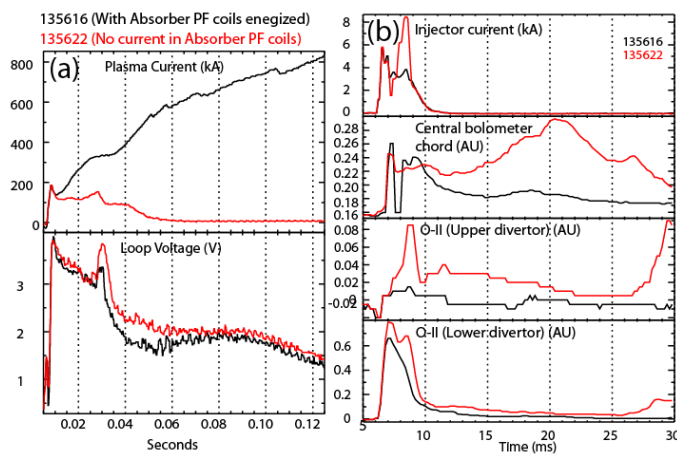 135616 (With Absorber PF coils enegized)
135622 (No current in Absorber PF coils)
(a)
Plasma Current (kA)
800
600
400
200
0
Loop Voltage (V)
3
2
1
0.02 0.04 0.06 0.08 0.10 0.12
Seconds
(b)
Injector current (kA)
135616
135622
8
6
4
2
0
Central bolometer
chord (AU)
0.28
0.26
0.24
0.22
0.20
0.18
0.16
O-II (Upper divertor) (AU)
0.08
0.06
0.04
0.02
0
-0.02
O-II (Lower divertor) (AU)
0.6
0.4
0.2
0.0
5 10 15 20 25 30
Time (ms)